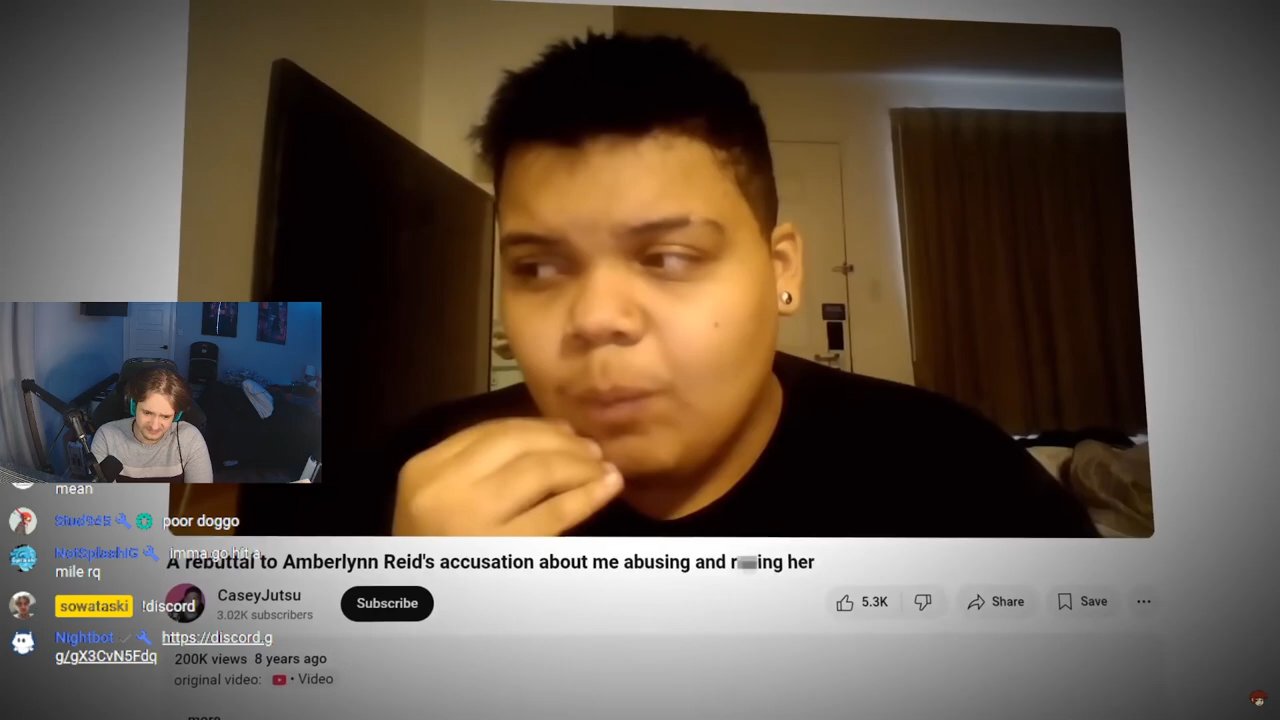 mean
poor doggo
NotSplashIG imma go hit a
mile rq
sowataski !discord
Nightbot https://discord.g
g/gX3CvN5Fdq
A rebuttal to Amberlynn Reid's accusation about me abusing and r ing her
CaseyJutsu
3.02K subscribers
Subscribe
5.3K
Share
Save
200K views 8 years ago
original video: • Video